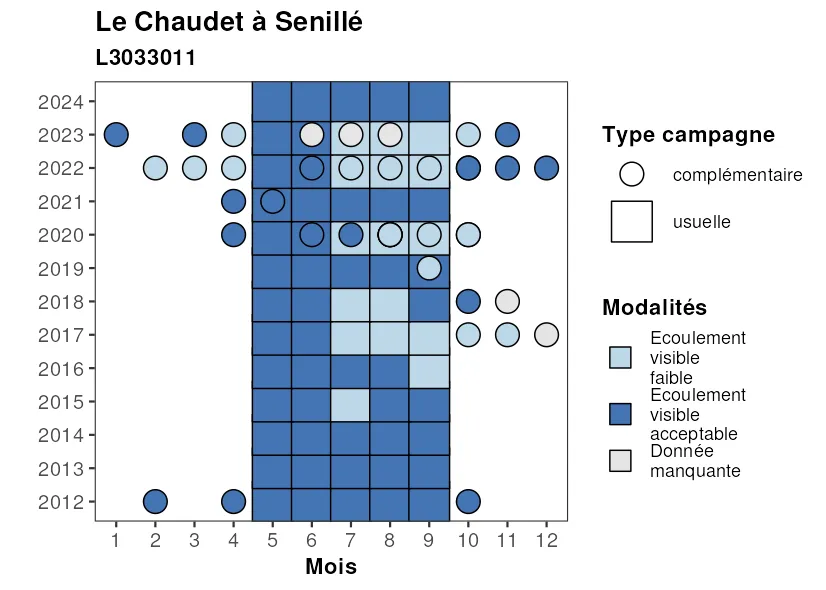 Le Chaudet à Senillé
L3033011
2024
2023
2022
2021
2020
2019
2018
2017
2016
2015
2014
2013
2012
1 2 3 4 5 6 7 8 9 10 11 12
Mois
Type campagne
complémentaire
usuelle
Modalités
Ecoulement
visible
faible
Ecoulement
visible
acceptable
Donnée
manquante